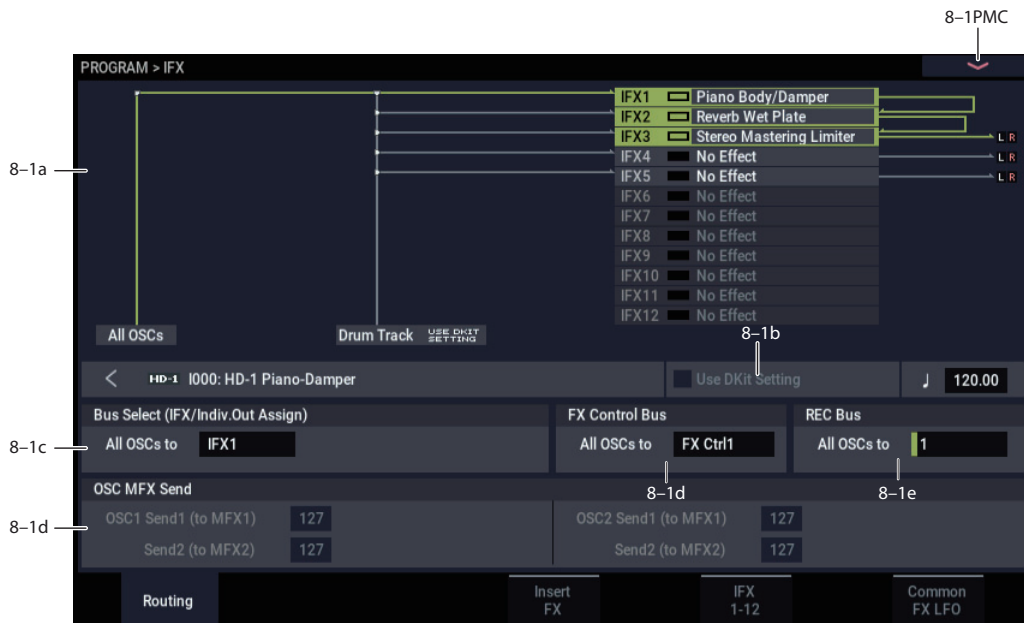 8–1PMC
PROGRAM > IFX
IFX1 Piano Body/Damper
IFX2 Reverb Wet Plate
IFX3 Stereo Mastering Limiter L R
8–1a
IFX4 No Effect L R
IFX5 No Effect L R
IFX6 No Effect
IFX7 No Effect
IFX8 No Effect
IFX9 No Effect
IFX10 No Effect
IFX11 No Effect
IFX12 No Effect
All OSCs
Drum Track USE DKIT SETTING
8–1b
HD-1 I000: HD-1 Piano-Damper
Use DKit Setting
120.00
Bus Select (IFX/Indiv.Out Assign)
FX Control Bus
REC Bus
8–1c
All OSCs to IFX1
All OSCs to FX Ctrl1
All OSCs to 1
8–1d
8–1e
OSC MFX Send
8–1d
OSC1 Send1 (to MFX1) 127
OSC2 Send1 (to MFX1) 127
Send2 (to MFX2) 127
Send2 (to MFX2) 127
Routing
Insert FX
IFX 1-12
Common FX LFO